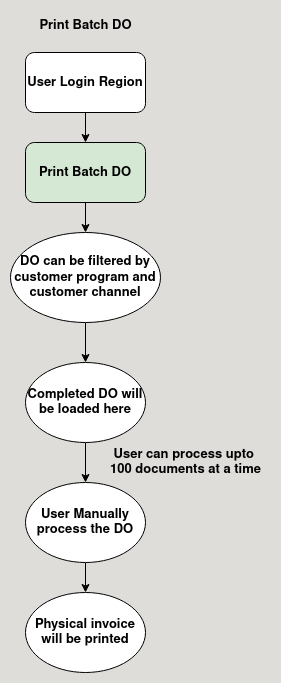 Print Batch DO
User Login Region
Print Batch DO
DO can be filtered by
customer program and
customer channel
Completed DO will
be loaded here
User can process upto
100 documents at a time
User Manually
process the DO
Physical invoice
will be printed